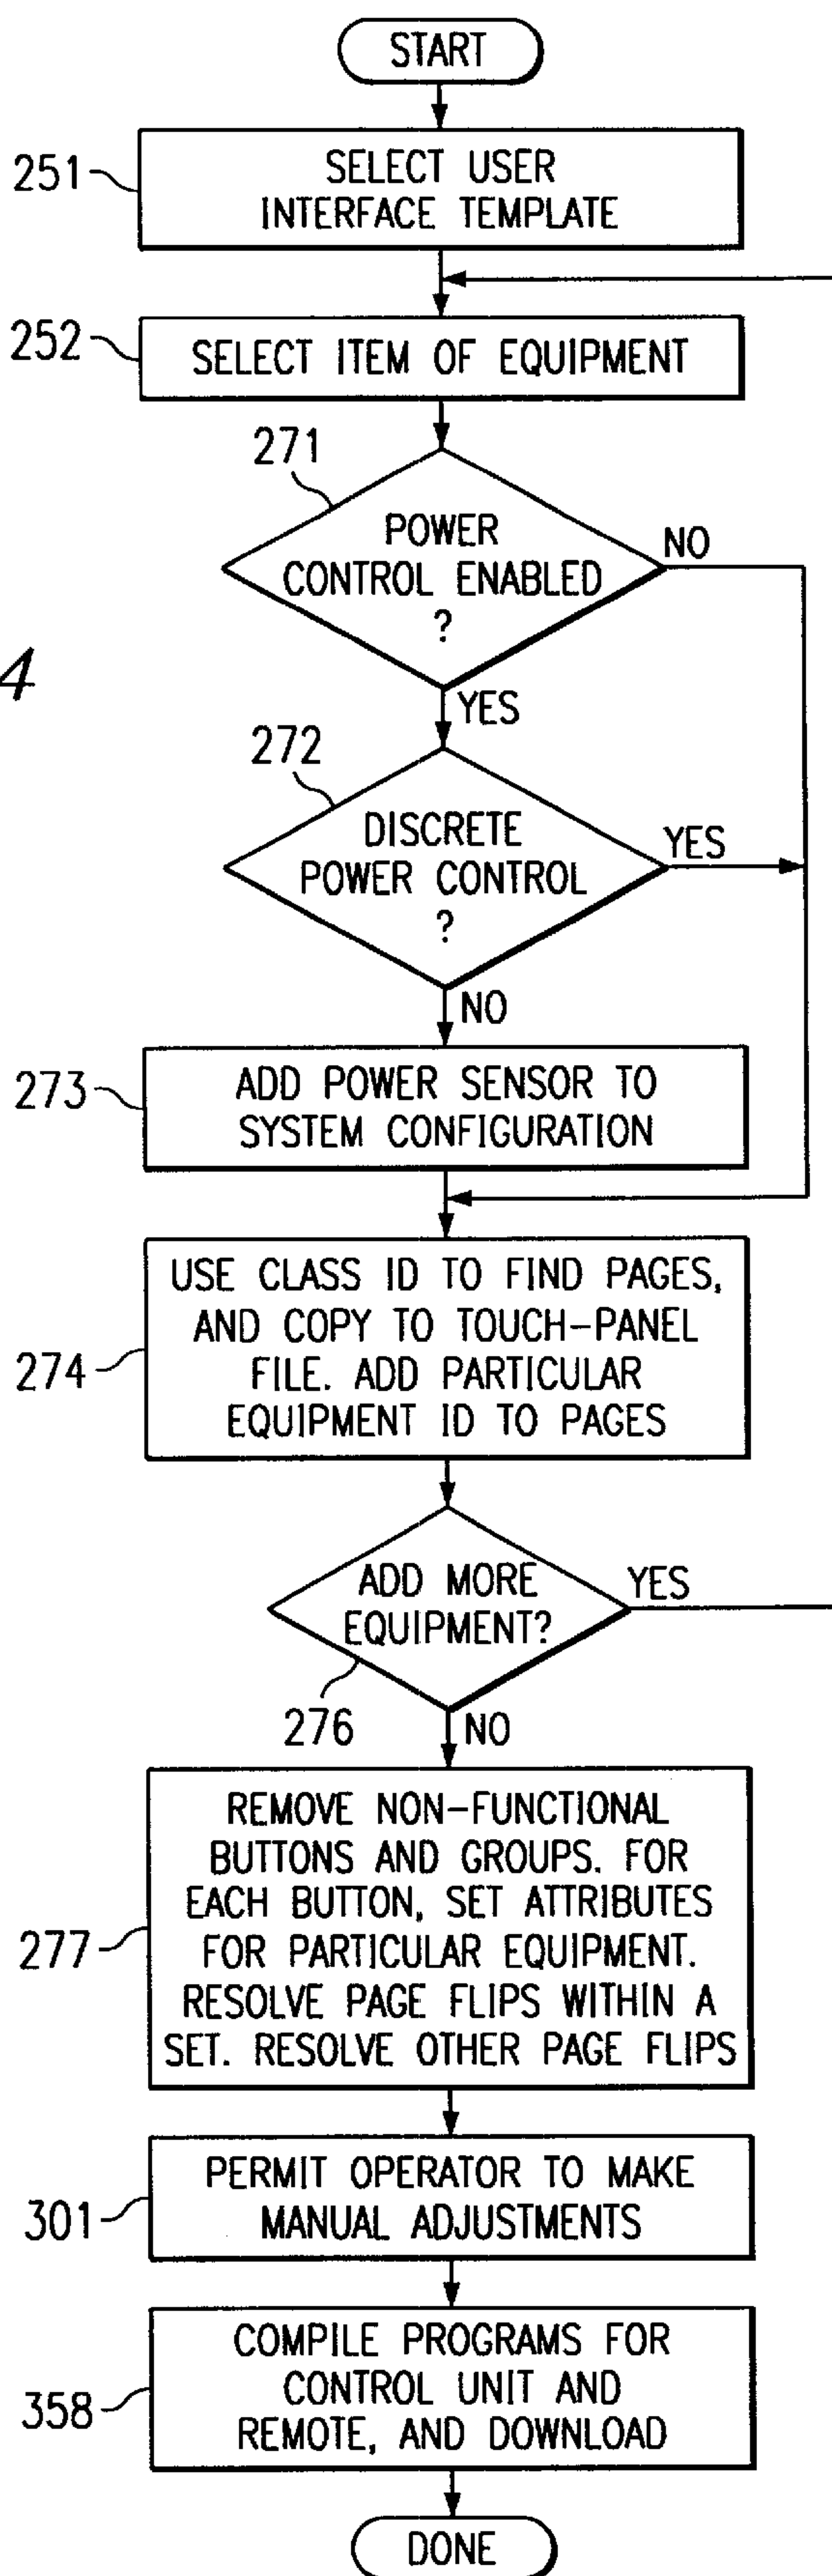 START
251
SELECT USER
INTERFACE TEMPLATE
252
SELECT ITEM OF EQUIPMENT
271
POWER
CONTROL ENABLED
?
NO
4
YES
272
DISCRETE
POWER CONTROL
?
YES
NO
273
ADD POWER SENSOR TO
SYSTEM CONFIGURATION
274
USE CLASS ID TO FIND PAGES,
AND COPY TO TOUCH-PANEL
FILE. ADD PARTICULAR
EQUIPMENT ID TO PAGES
ADD MORE
EQUIPMENT?
YES
276
NO
277
REMOVE NON-FUNCTIONAL
BUTTONS AND GROUPS. FOR
EACH BUTTON, SET ATTRIBUTES
FOR PARTICULAR EQUIPMENT.
RESOLVE PAGE FLIPS WITHIN A
SET. RESOLVE OTHER PAGE FLIPS
301
PERMIT OPERATOR TO MAKE
MANUAL ADJUSTMENTS
358
COMPILE PROGRAMS FOR
CONTROL UNIT AND
REMOTE, AND DOWNLOAD
DONE